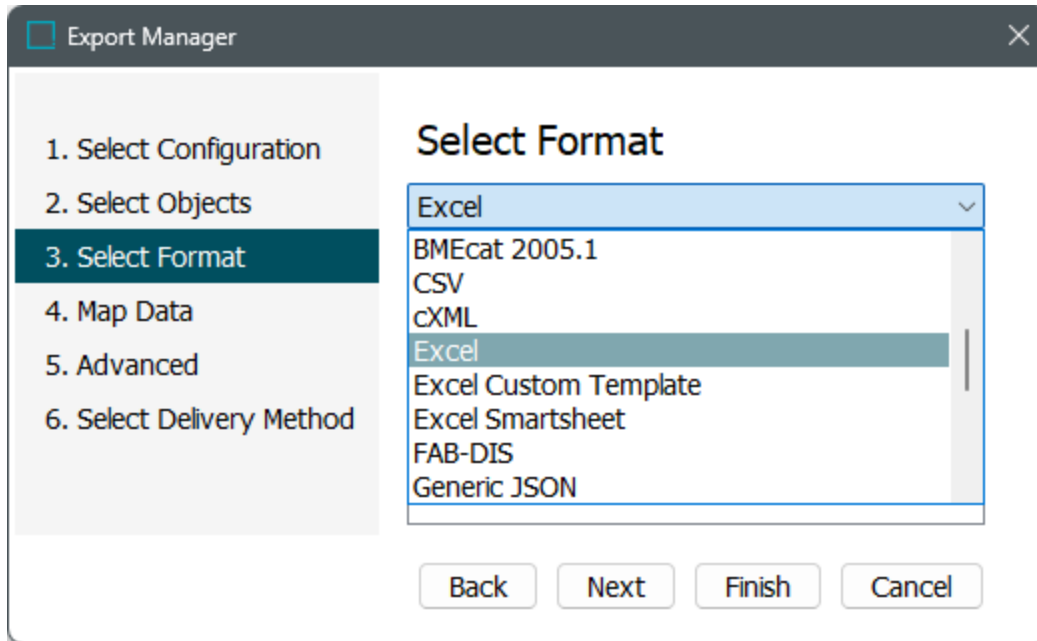 Export Manager
1. Select Configuration
2. Select Objects
3. Select Format
4. Map Data
5. Advanced
6. Select Delivery Method
Select Format
Excel
BMEcat 2005.1
CSV
cXML
Excel
Excel Custom Template
Excel Smartsheet
FAB-DIS
Generic JSON
Back Next Finish Cancel